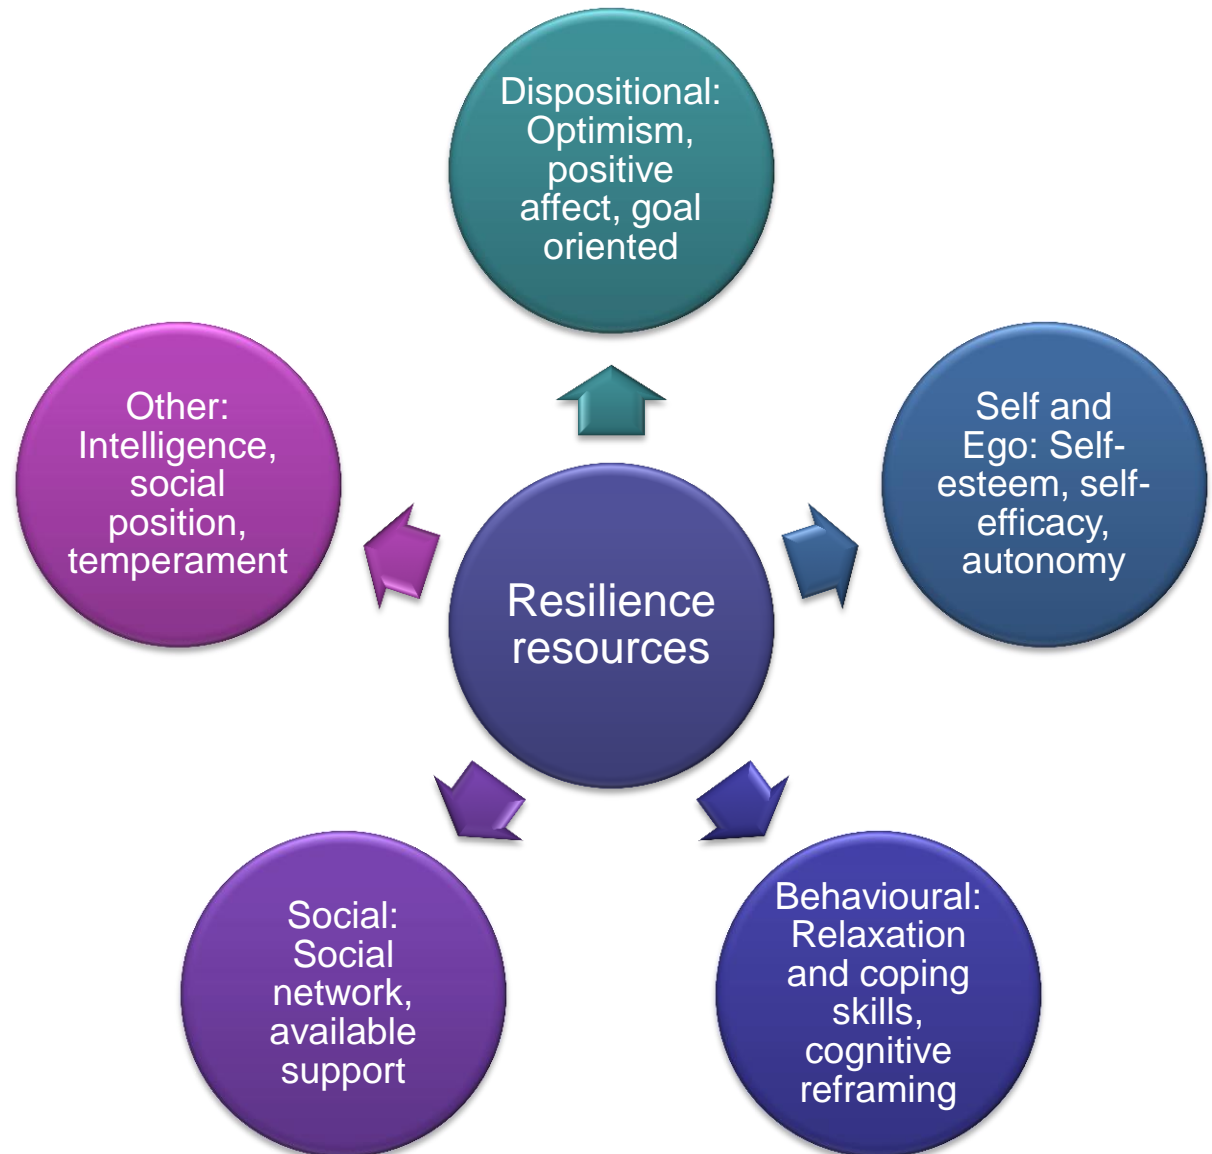 Dispositional:
Optimism,
positive
affect, goal
oriented
Other:
Intelligence,
social
position,
temperament
Self and
Ego: Self-
esteem, self-
efficacy,
autonomy
Resilience
resources
Social:
Social
network,
available
support
Behavioural:
Relaxation
and coping
skills,
cognitive
reframing